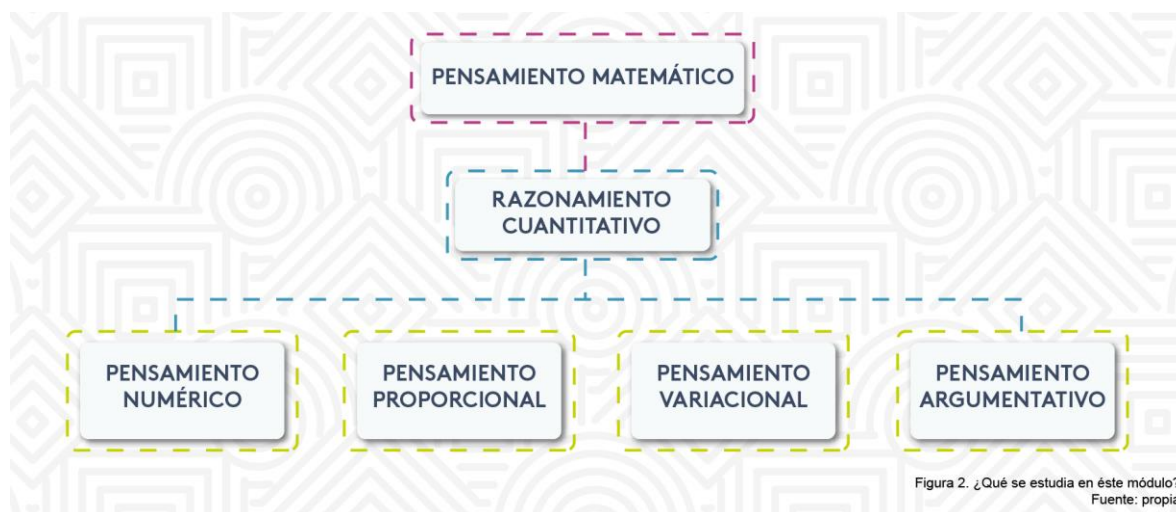 PENSAMIENTO MATEMÁTICO
RAZONAMIENTO
CUANTITATIVO
PENSAMIENTO
NUMÉRICO
PENSAMIENTO
PROPORCIONAL
PENSAMIENTO
VARIACIONAL
PENSAMIENTO
ARGUMENTATIVO
Figura 2. ¿Qué se estudia en éste módulo?
Fuente: propia